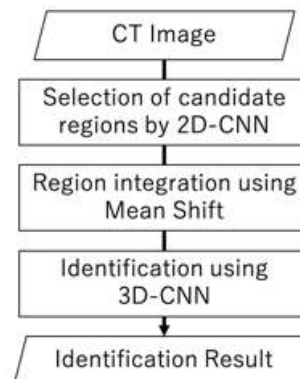 CT Image
Selection of candidate
regions by 2D-CNN
Region integration using
Mean Shift
Identification using
3D-CNN
Identification Result